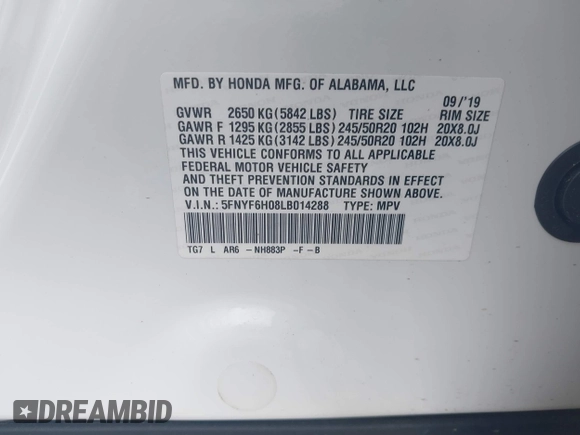 MFD. BY HONDA MFG. OF ALABAMA, LLC
09/'19
GVWR 2650 KG (5842 LBS) TIRE SIZE RIM SIZE
GAWR F 1295 KG (2855 LBS) 245/50R20 102H 20X8.0J
GAWR R 1425 KG (3142 LBS) 245/50R20 102H 20X8.0J
THIS VEHICLE CONFORMS TO ALL APPLICABLE
FEDERAL MOTOR VEHICLE SAFETY
AND THEFT PREVENTION STANDARDS IN EFFECT
ON THE DATE OF MANUFACTURE SHOWN ABOVE.
V.I.N.: 5FNYF6H08LB014288 TYPE: MPV
TG7 L AR6 -NH883P -F -B
DREAMBID